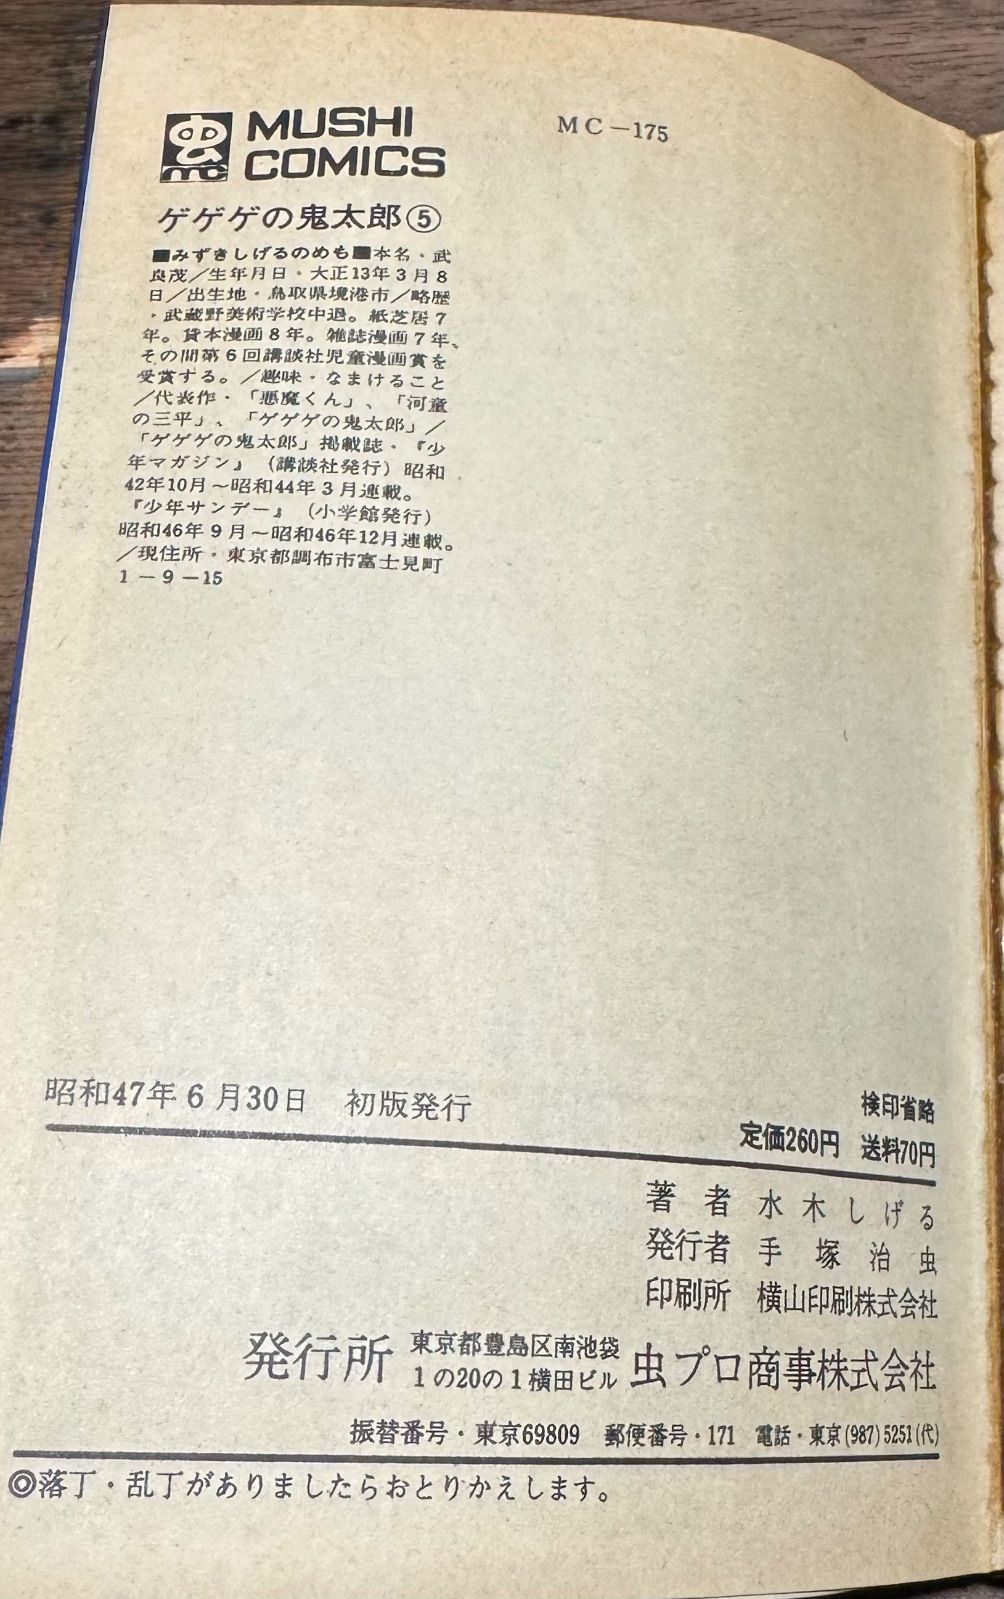 虫
mc
MUSHI
COMICS
MC－175
ゲゲゲの鬼太郎⑤
■みずきしげるのめも■本名・武
良茂／生年月日・大正13年3月8
日／出生地・鳥取県境港市／略歴
・武蔵野美術学校中退。紙芝居7
年。貸本漫画8年。雑誌漫画7年、
その間第6回講談社児童漫画賞を
受賞する。／趣味・なまけること
／代表作・「悪魔くん」、「河童
の三平」、「ゲゲゲの鬼太郎」／
「ゲゲゲの鬼太郎」掲載誌・『少
年マガジン』（講談社発行）昭和
42年10月～昭和44年3月連載。
『少年サンデー』（小学館発行）
昭和46年9月～昭和46年12月連載。
／現住所・東京都調布市富士見町
1－9－15
昭和47年6月30日　初版発行
検印省略
定価260円　送料70円
著者　水木しげる
発行者　手塚治虫
印刷所　横山印刷株式会社
発行所　東京都豊島区南池袋
1の20の1横田ビル　虫プロ商事株式会社
振替番号・東京69809　郵便番号・171　電話・東京(987)5251(代)
◎落丁・乱丁がありましたらおとりかえします。